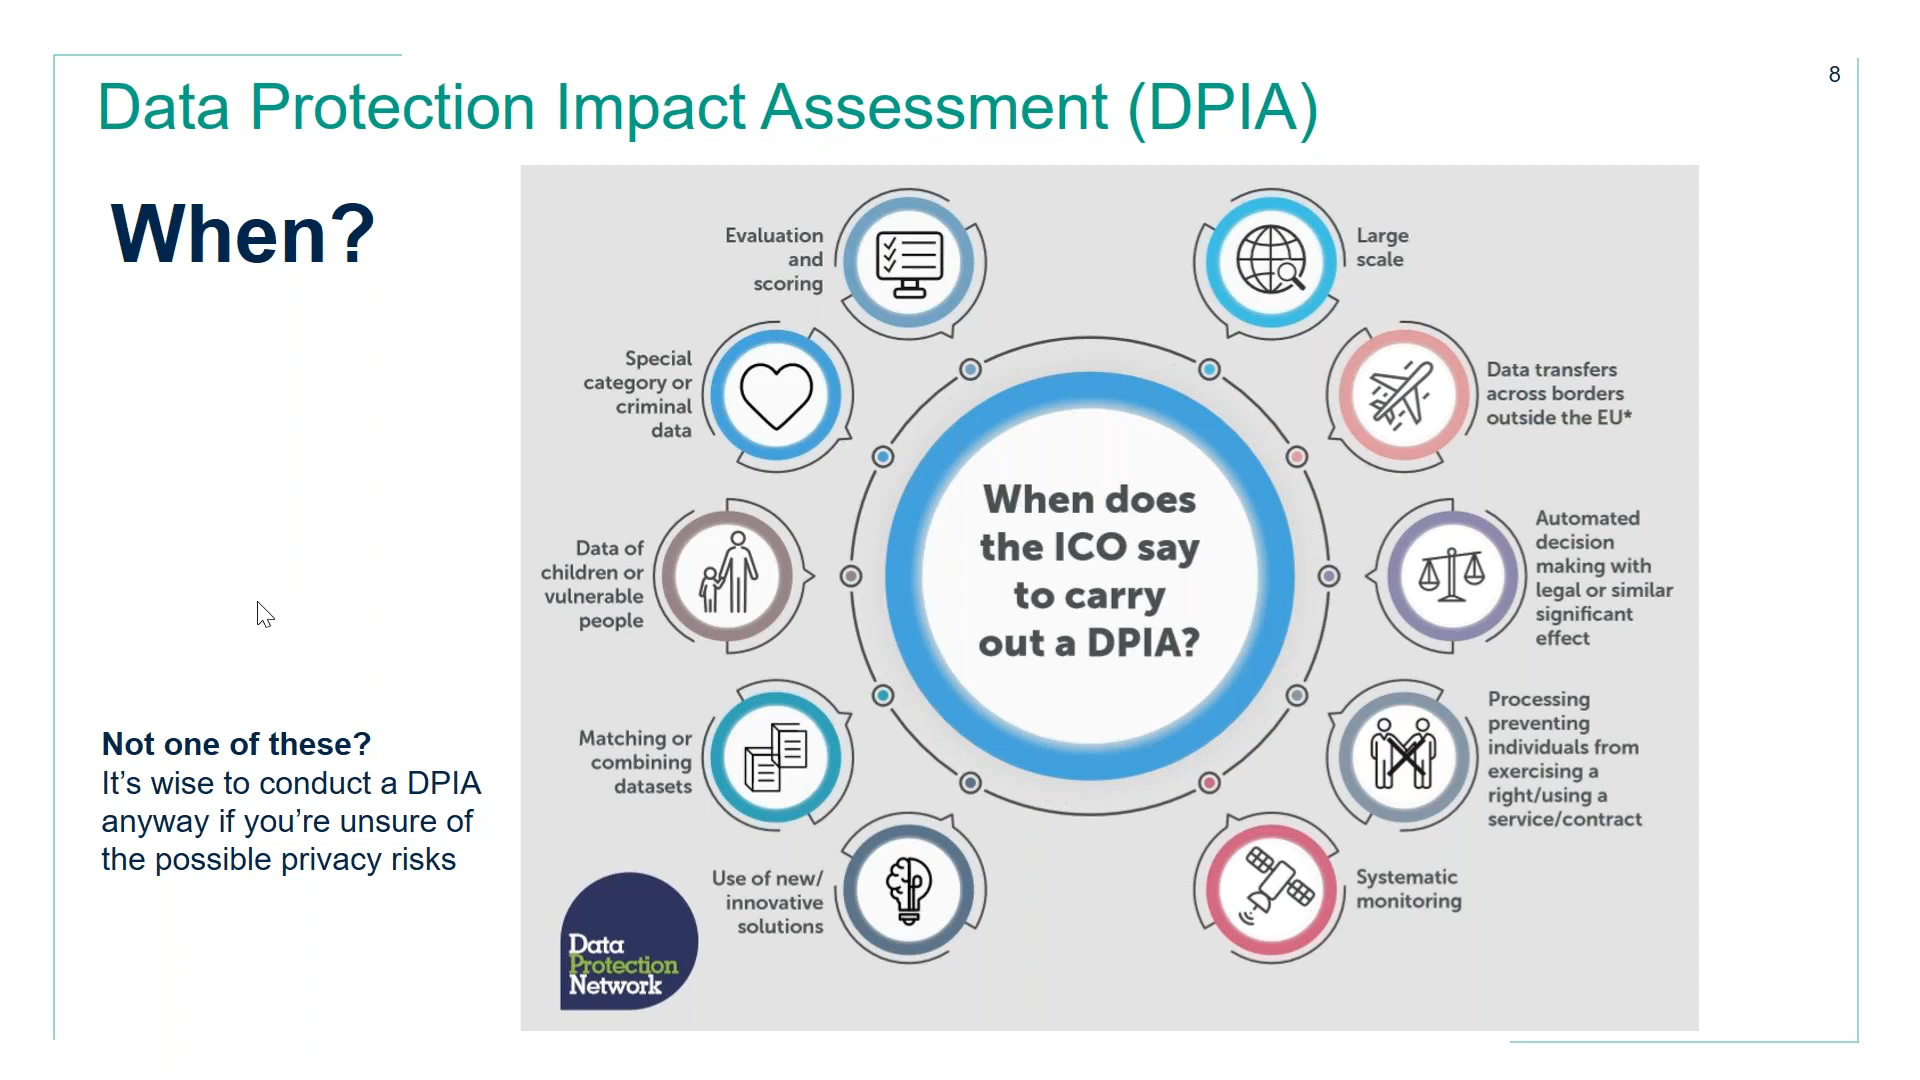 8
Data Protection Impact Assessment (DPIA)
When?
Evaluation
and
scoring
Special
category or
criminal
data
Data of
children or
vulnerable
people
Matching or
combining
datasets
Use of new/
innovative
solutions
When does
the ICO say
to carry
out a DPIA?
Large
scale
Data transfers
across borders
outside the EU*
Automated
decision
making with
legal or similar
significant
effect
Processing
preventing
individuals from
exercising a
right/using a
service/contract
Systematic
monitoring
Not one of these?
It’s wise to conduct a DPIA
anyway if you’re unsure of
the possible privacy risks
Data
Protection
Network